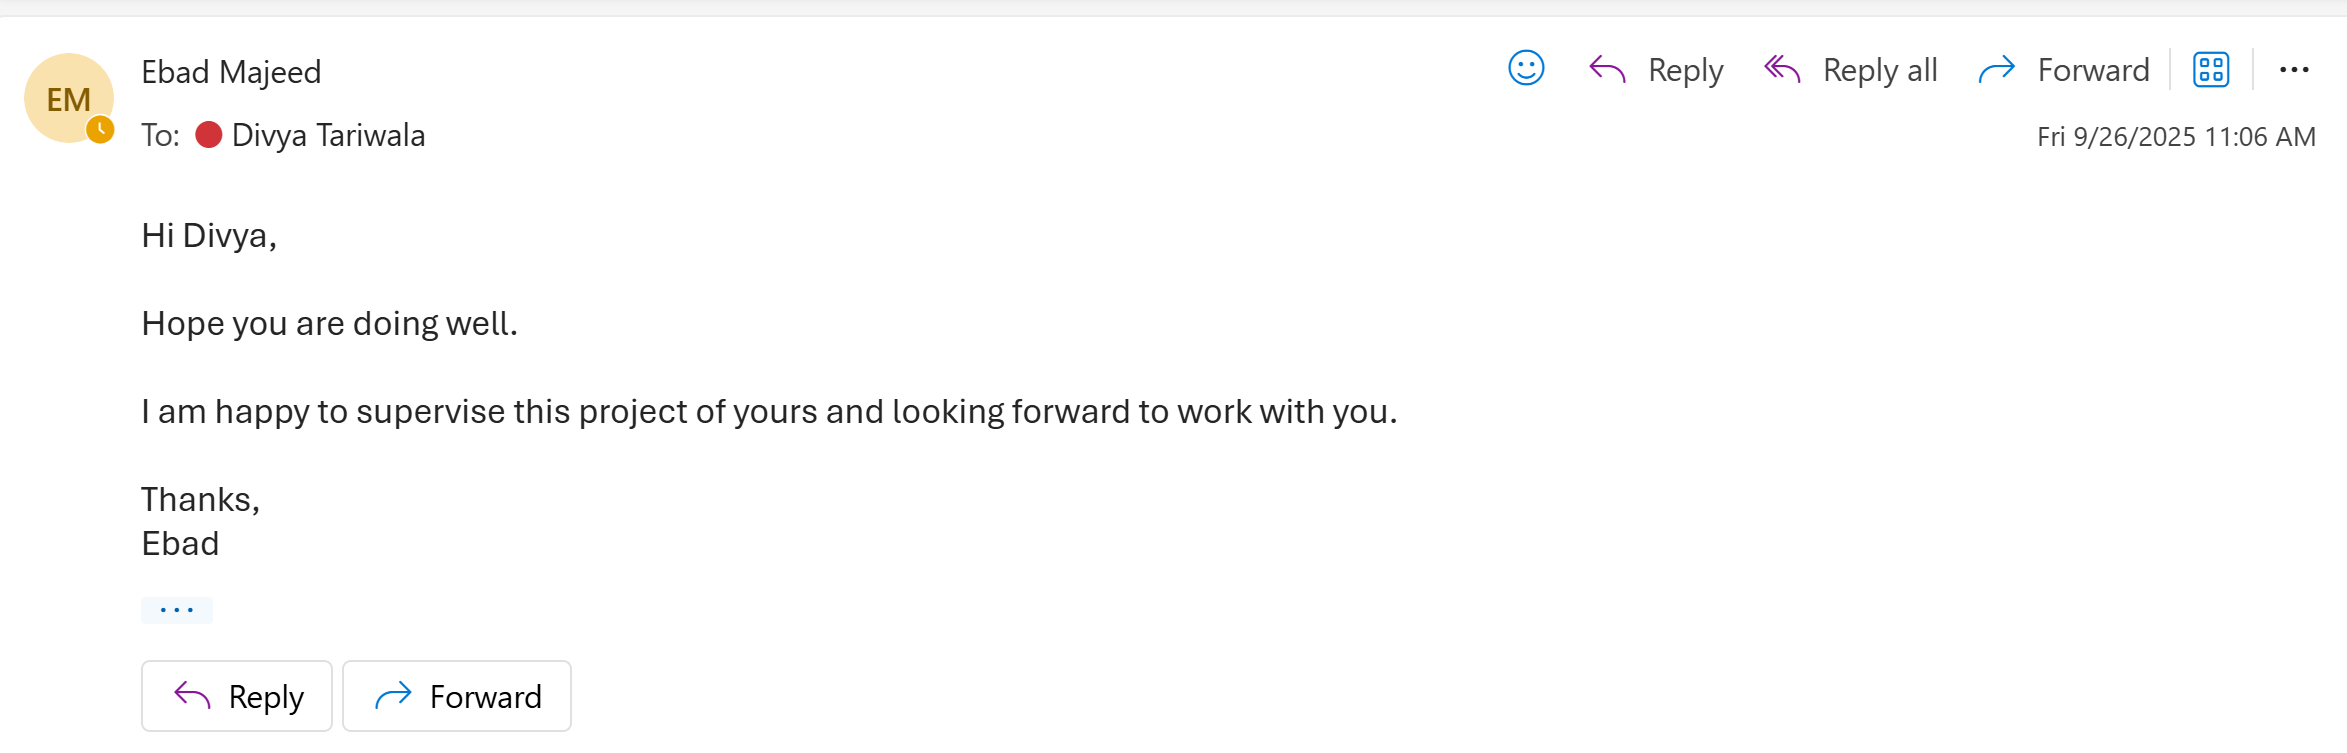 EM
Ebad Majeed
Reply
Reply all
Forward
To: Divya Tariwala
Fri 9/26/2025 11:06 AM
Hi Divya,
Hope you are doing well.
I am happy to supervise this project of yours and looking forward to work with you.
Thanks,
Ebad
Reply
Forward